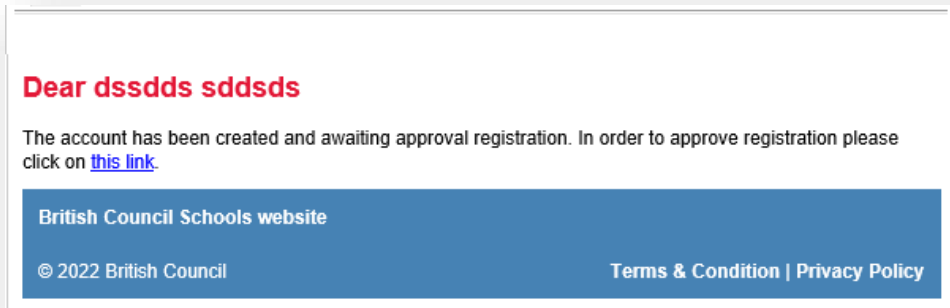 Dear dssdds sddsds
The account has been created and awaiting approval registration. In order to approve registration please
click on this link.
British Council Schools website
© 2022 British Council
Terms & Condition | Privacy Policy